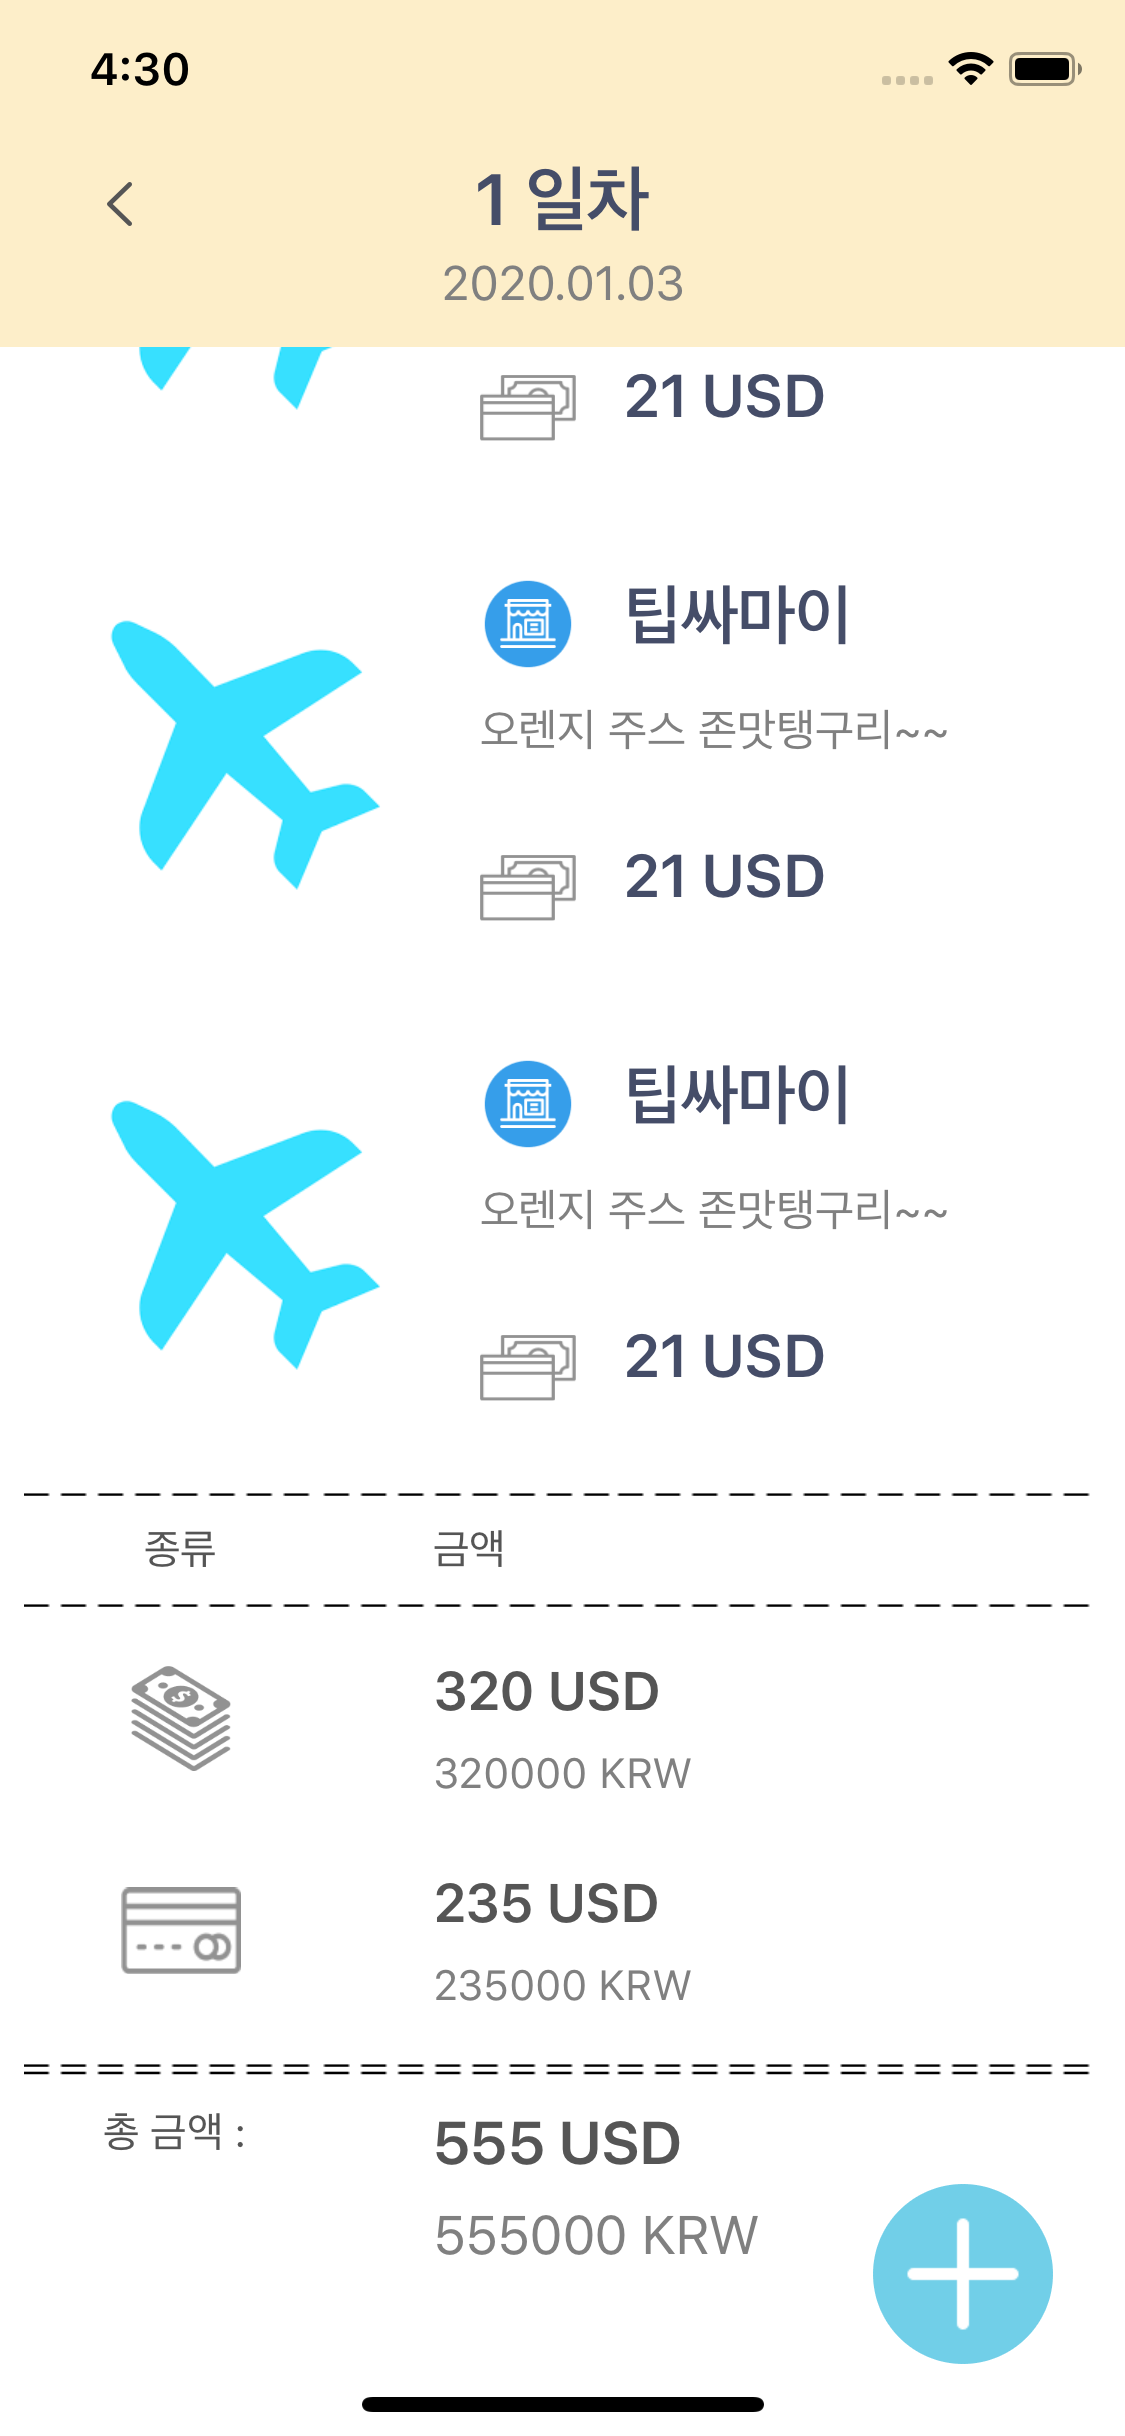 4:30
1 일차
2020.01.03
21 USD
팁싸마이
오렌지 주스 존맛탱구리~~
21 USD
팁싸마이
오렌지 주스 존맛탱구리~~
21 USD
종류 금액
320 USD
320000 KRW
235 USD
235000 KRW
총 금액 : 555 USD
555000 KRW